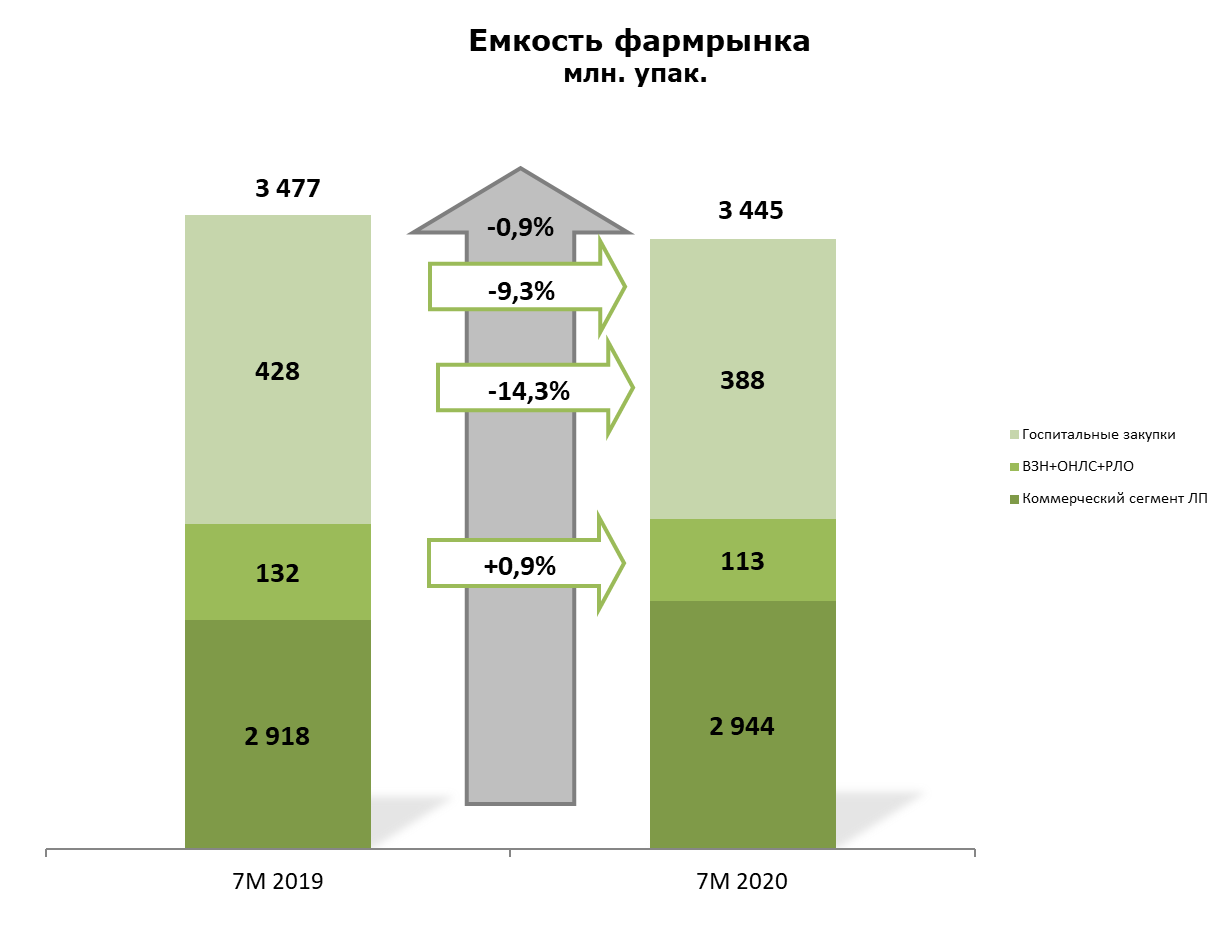 Емкость фармрынка
млн. упак.
3 477
3 445
-0,9%
-9,3%
-14,3%
+0,9%
428
388
132
113
2 918
2 944
Госпитальные закупки
ВЗН+ОНЛС+РЛО
Коммерческий сегмент ЛП
7М 2019
7М 2020